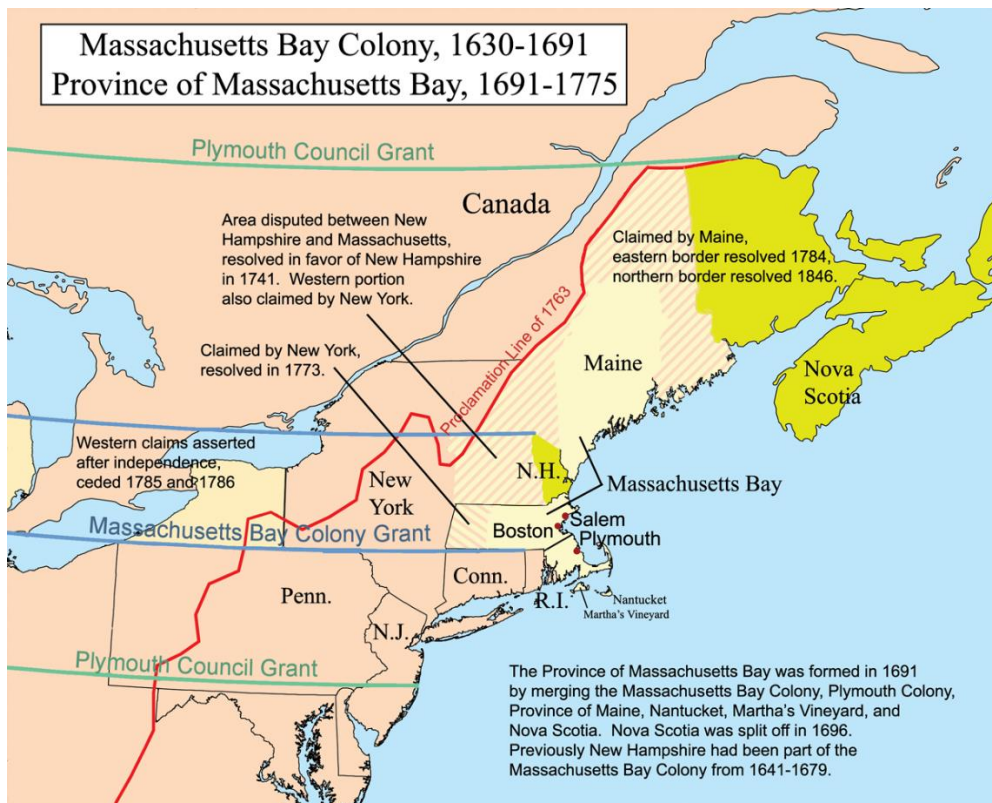 Massachusetts Bay Colony, 1630-1691
Province of Massachusetts Bay, 1691-1775
Plymouth Council Grant
Canada
Area disputed between New
Hampshire and Massachusetts,
resolved in favor of New Hampshire
in 1741. Western portion
also claimed by New York.
Claimed by Maine,
eastern border resolved 1784,
northern border resolved 1846.
Proclamation Line of 1763
Claimed by New York,
resolved in 1773.
Maine
Nova
Scotia
Western claims asserted
after independence,
ceded 1785 and 1786
New
York
N.H.
Massachusetts Bay
Massachusetts Bay Colony Grant
Boston
Salem
Plymouth
Penn.
Conn.
R.I.
Nantucket
Martha's Vineyard
N.J.
Plymouth Council Grant
The Province of Massachusetts Bay was formed in 1691
by merging the Massachusetts Bay Colony, Plymouth Colony,
Province of Maine, Nantucket, Martha's Vineyard, and
Nova Scotia. Nova Scotia was split off in 1696.
Previously New Hampshire had been part of the
Massachusetts Bay Colony from 1641-1679.